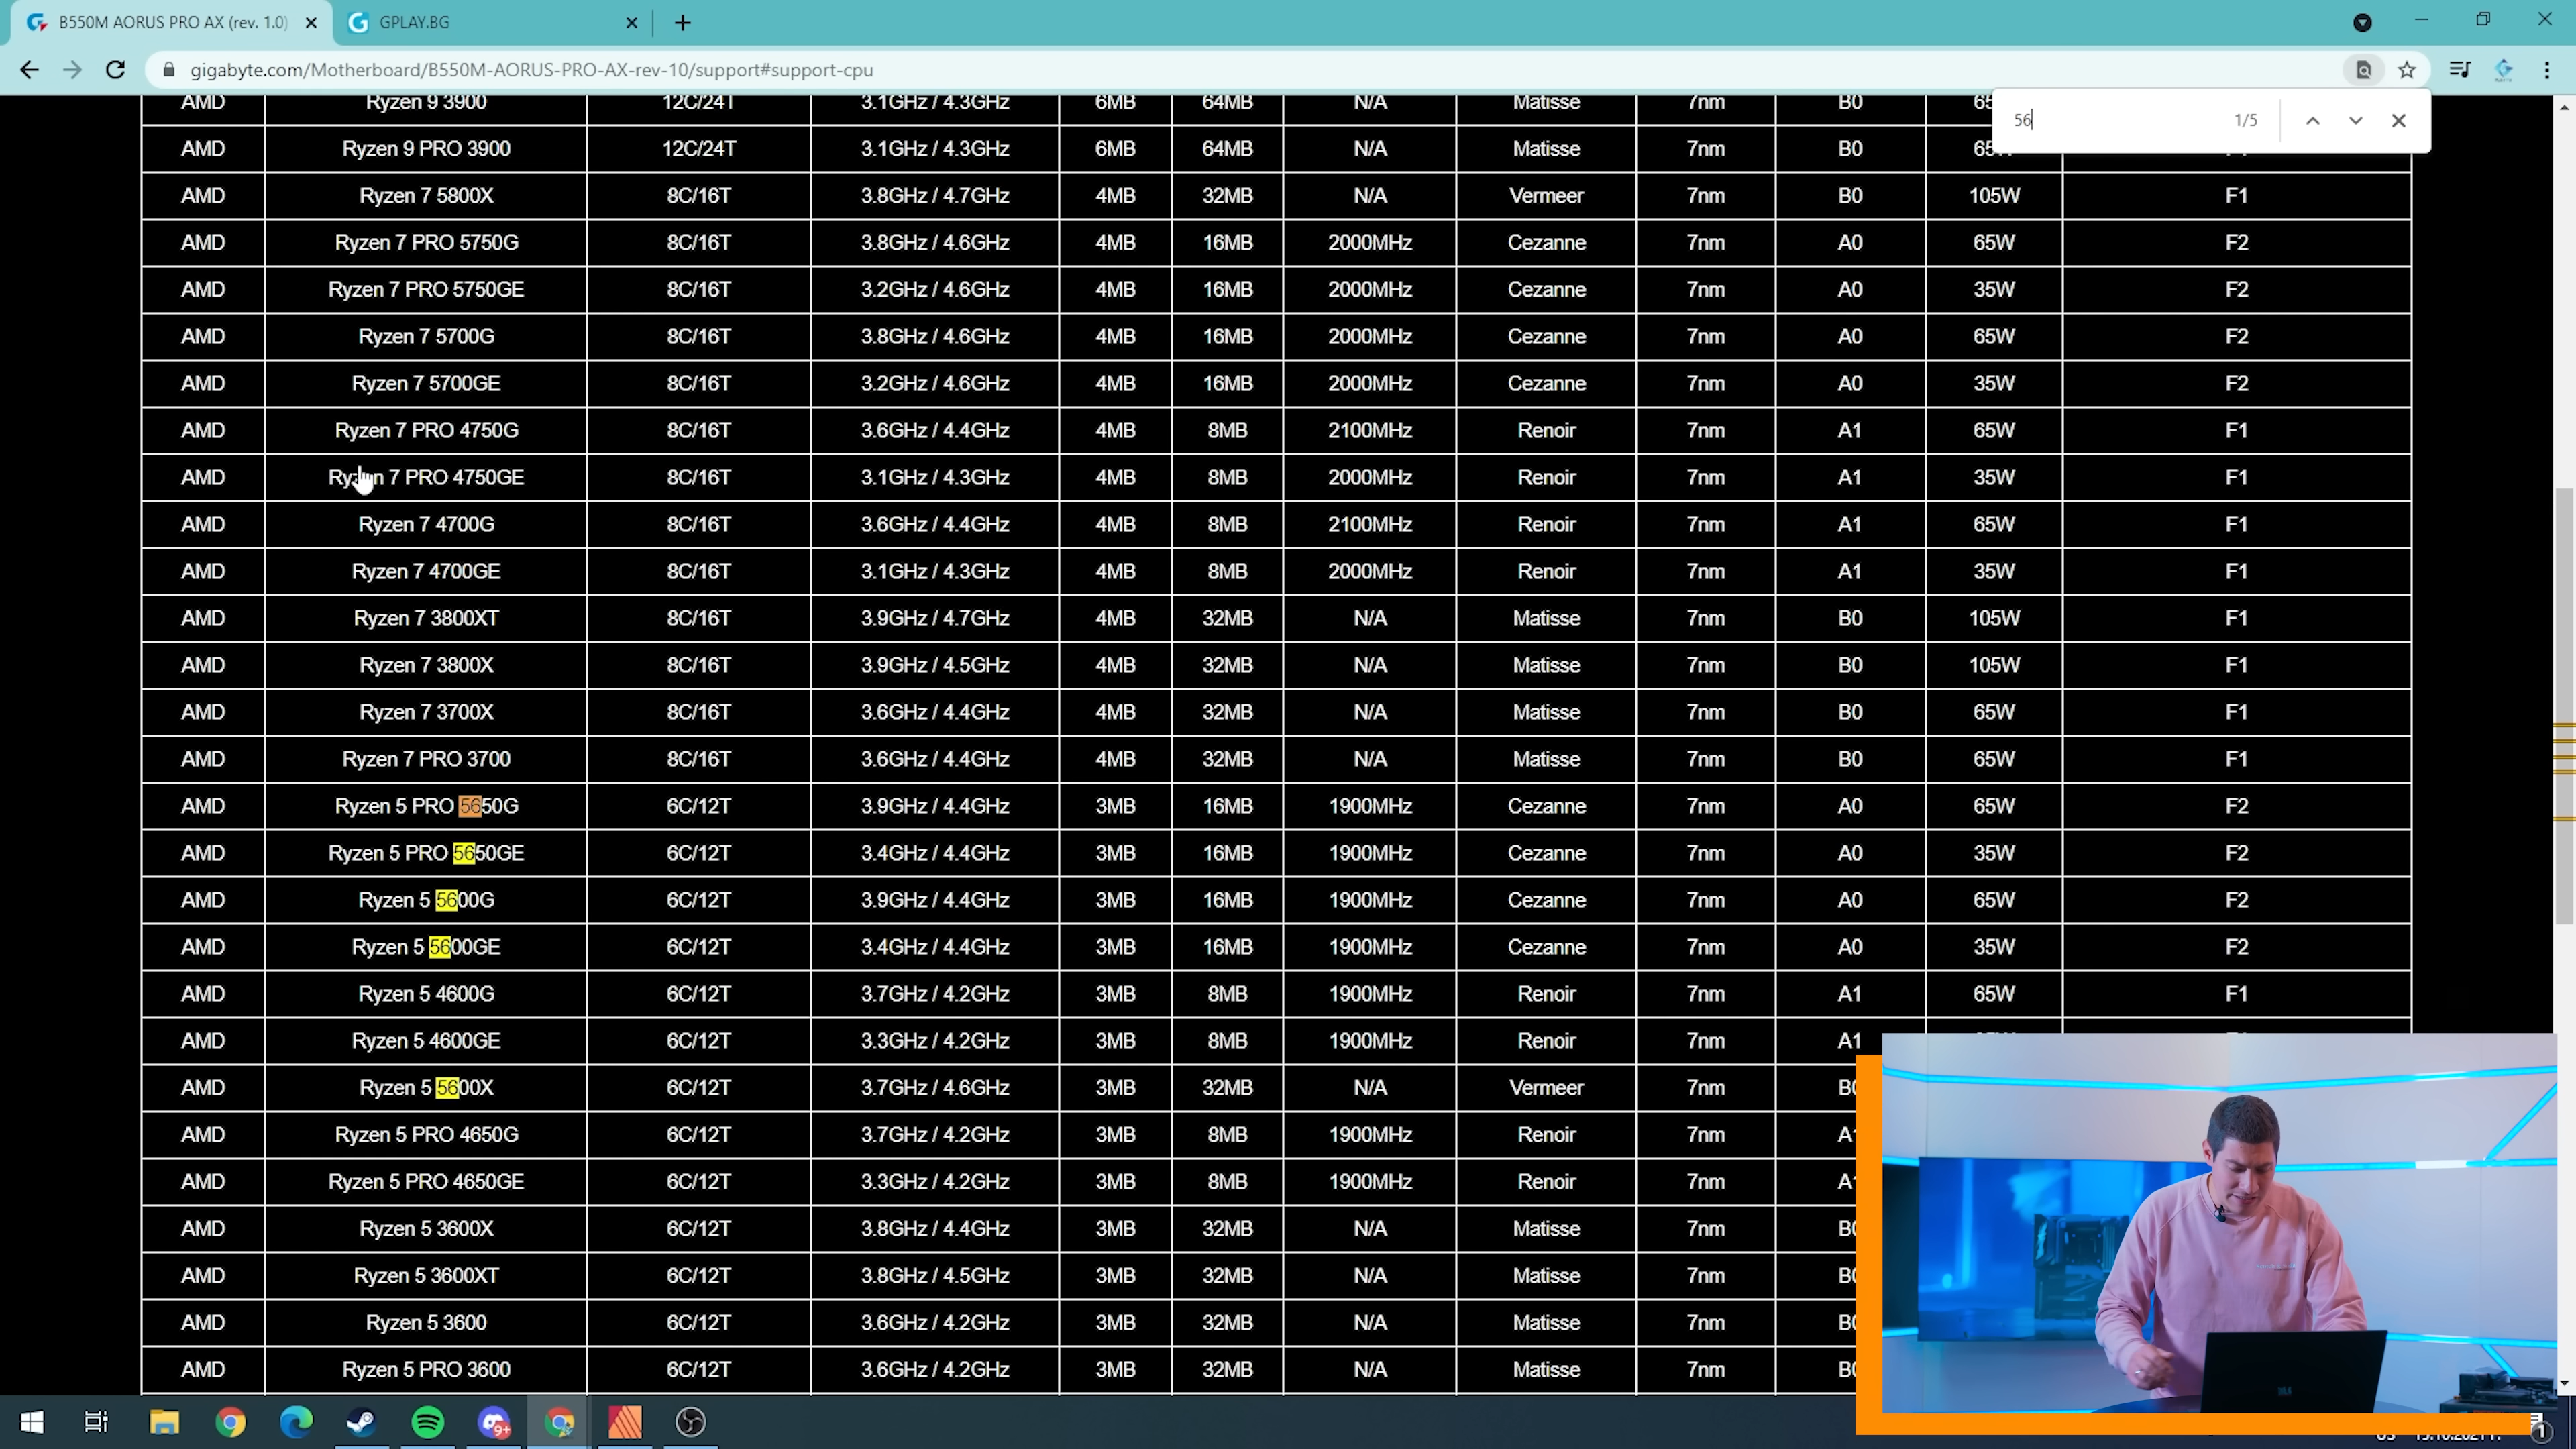 B550M AORUS PRO AX (rev. 1.0)
GPLAY.BG
gigabyte.com/Motherboard/B550M-AORUS-PRO-AX-rev-10/support#support-cpu
56 1/5
AMD Ryzen 9 3900 12C/24T 3.1GHz / 4.3GHz 6MB 64MB N/A Matisse 7nm B0
AMD Ryzen 9 PRO 3900 12C/24T 3.1GHz / 4.3GHz 6MB 64MB N/A Matisse 7nm B0
AMD Ryzen 7 5800X 8C/16T 3.8GHz / 4.7GHz 4MB 32MB N/A Vermeer 7nm B0 105W F1
AMD Ryzen 7 PRO 5750G 8C/16T 3.8GHz / 4.6GHz 4MB 16MB 2000MHz Cezanne 7nm A0 65W F2
AMD Ryzen 7 PRO 5750GE 8C/16T 3.2GHz / 4.6GHz 4MB 16MB 2000MHz Cezanne 7nm A0 35W F2
AMD Ryzen 7 5700G 8C/16T 3.8GHz / 4.6GHz 4MB 16MB 2000MHz Cezanne 7nm A0 65W F2
AMD Ryzen 7 5700GE 8C/16T 3.2GHz / 4.6GHz 4MB 16MB 2000MHz Cezanne 7nm A0 35W F2
AMD Ryzen 7 PRO 4750G 8C/16T 3.6GHz / 4.4GHz 4MB 8MB 2100MHz Renoir 7nm A1 65W F1
AMD Ryzen 7 PRO 4750GE 8C/16T 3.1GHz / 4.3GHz 4MB 8MB 2000MHz Renoir 7nm A1 35W F1
AMD Ryzen 7 4700G 8C/16T 3.6GHz / 4.4GHz 4MB 8MB 2100MHz Renoir 7nm A1 65W F1
AMD Ryzen 7 4700GE 8C/16T 3.1GHz / 4.3GHz 4MB 8MB 2000MHz Renoir 7nm A1 35W F1
AMD Ryzen 7 3800XT 8C/16T 3.9GHz / 4.7GHz 4MB 32MB N/A Matisse 7nm B0 105W F1
AMD Ryzen 7 3800X 8C/16T 3.9GHz / 4.5GHz 4MB 32MB N/A Matisse 7nm B0 105W F1
AMD Ryzen 7 3700X 8C/16T 3.6GHz / 4.4GHz 4MB 32MB N/A Matisse 7nm B0 65W F1
AMD Ryzen 7 PRO 3700 8C/16T 3.6GHz / 4.4GHz 4MB 32MB N/A Matisse 7nm B0 65W F1
AMD Ryzen 5 PRO 5650G 6C/12T 3.9GHz / 4.4GHz 3MB 16MB 1900MHz Cezanne 7nm A0 65W F2
AMD Ryzen 5 PRO 5650GE 6C/12T 3.4GHz / 4.4GHz 3MB 16MB 1900MHz Cezanne 7nm A0 35W F2
AMD Ryzen 5 5600G 6C/12T 3.9GHz / 4.4GHz 3MB 16MB 1900MHz Cezanne 7nm A0 65W F2
AMD Ryzen 5 5600GE 6C/12T 3.4GHz / 4.4GHz 3MB 16MB 1900MHz Cezanne 7nm A0 35W F2
AMD Ryzen 5 4600G 6C/12T 3.7GHz / 4.2GHz 3MB 8MB 1900MHz Renoir 7nm A1 65W F1
AMD Ryzen 5 4600GE 6C/12T 3.3GHz / 4.2GHz 3MB 8MB 1900MHz Renoir 7nm A1
AMD Ryzen 5 5600X 6C/12T 3.7GHz / 4.6GHz 3MB 32MB N/A Vermeer 7nm
AMD Ryzen 5 PRO 4650G 6C/12T 3.7GHz / 4.2GHz 3MB 8MB 1900MHz Renoir 7nm
AMD Ryzen 5 PRO 4650GE 6C/12T 3.3GHz / 4.2GHz 3MB 8MB 1900MHz Renoir 7nm
AMD Ryzen 5 3600X 6C/12T 3.8GHz / 4.4GHz 3MB 32MB N/A Matisse 7nm
AMD Ryzen 5 3600XT 6C/12T 3.8GHz / 4.5GHz 3MB 32MB N/A Matisse 7nm
AMD Ryzen 5 3600 6C/12T 3.6GHz / 4.2GHz 3MB 32MB N/A Matisse 7nm
AMD Ryzen 5 PRO 3600 6C/12T 3.6GHz / 4.2GHz 3MB 32MB N/A Matisse 7nm
9+
1